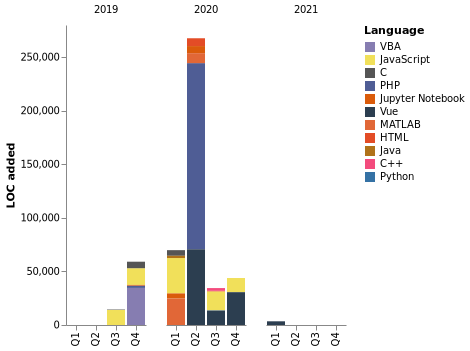 2019 2020 2021
LOC added
250,000
200,000
150,000
100,000
50,000
0
Q1 Q2 Q3 Q4 Q1 Q2 Q3 Q4 Q1 Q2 Q3 Q4
Language
VBA
JavaScript
C
PHP
Jupyter Notebook
Vue
MATLAB
HTML
Java
C++
Python